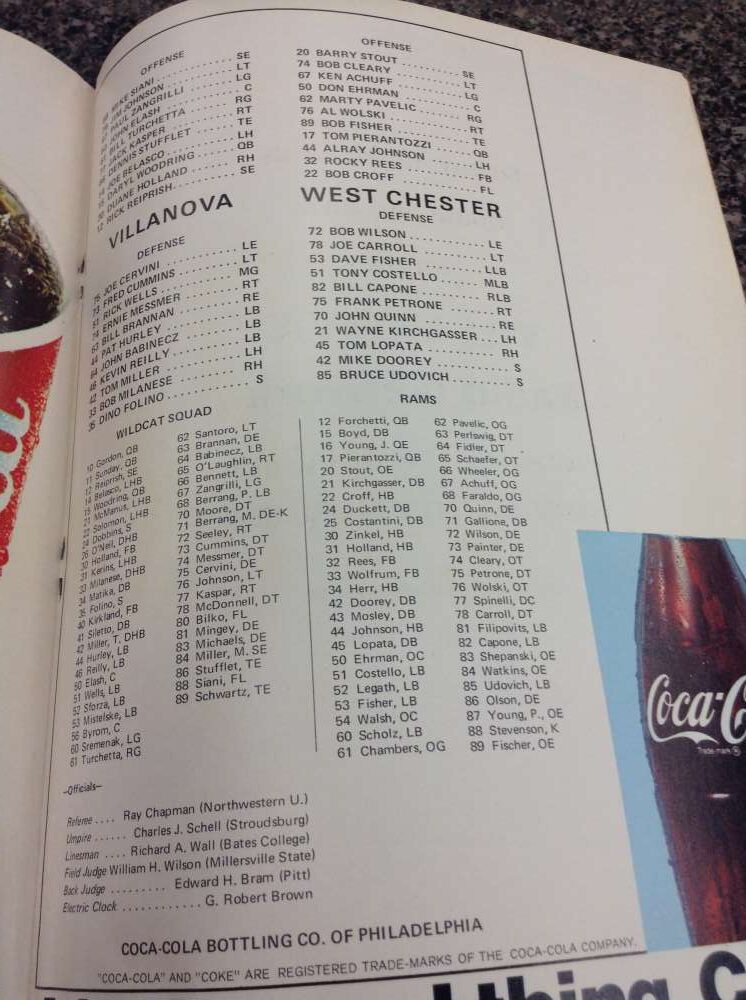 OFFENSE
MIKE SIANI . . . . . . . . . . . . SE
JIM JOHNSON . . . . . . . . . . LT
PAUL ZANGRILLI . . . . . . . . LG
JOHN ELASH . . . . . . . . . . . C
BILL TURCHETTA . . . . . . . . RG
JACK KASPER . . . . . . . . . . RT
DENNIS STUFFLET . . . . . . . TE
JOE BELASCO . . . . . . . . . . LH
DARYL WOODRING . . . . . . . QB
DUANE HOLLAND . . . . . . . . RH
12 RICK REIPRISH . . . . . . . . . SE
VILLANOVA
DEFENSE
76 JOE CERVINI . . . . . . . . . . . LE
73 FRED CUMMINS . . . . . . . . . LT
51 RICK WELLS . . . . . . . . . . . MG
74 ERNIE MESSMER . . . . . . . . RT
63 BILL BRANNAN . . . . . . . . . RE
44 PAT HURLEY . . . . . . . . . . . LB
64 JOHN BABINECZ . . . . . . . . LB
46 KEVIN REILLY . . . . . . . . . . LB
42 TOM MILLER . . . . . . . . . . . LH
33 BOB MILANESE . . . . . . . . . RH
36 DINO FOLINO . . . . . . . . . . S
OFFENSE
20 BARRY STOUT . . . . . . . . . SE
74 BOB CLEARY . . . . . . . . . . LT
67 KEN ACHUFF . . . . . . . . . . LG
50 DON EHRMAN . . . . . . . . . . C
62 MARTY PAVELIC . . . . . . . . RG
76 AL WOLSKI . . . . . . . . . . . RT
89 BOB FISHER . . . . . . . . . . TE
17 TOM PIERANTOZZI . . . . . . QB
44 ALRAY JOHNSON . . . . . . . LH
32 ROCKY REES . . . . . . . . . . FB
22 BOB CROFF . . . . . . . . . . . FL
WEST CHESTER
DEFENSE
72 BOB WILSON . . . . . . . . . . . LE
78 JOE CARROLL . . . . . . . . . . LT
53 DAVE FISHER . . . . . . . . . . LLB
51 TONY COSTELLO . . . . . . . . MLB
82 BILL CAPONE . . . . . . . . . . RLB
75 FRANK PETRONE . . . . . . . . RT
70 JOHN QUINN . . . . . . . . . . . RE
21 WAYNE KIRCHGASSER . . . LH
45 TOM LOPATA . . . . . . . . . . RH
42 MIKE DOOREY . . . . . . . . . . S
85 BRUCE UDOVICH . . . . . . . . S
WILDCAT SQUAD
10 Gordon, QB
11 Sunday, QB
12 Reiprish, SE
14 Belasco, LHB
15 Woodring, QB
21 McManus, LHB
22 Solomon, LHB
24 Dobbins, S
26 O'Neil, DHB
30 Holland, FB
31 Kerins, LHB
33 Milanese, DHB
34 Matika, DB
36 Folino, S
40 Kirkland, FB
41 Siletto, DB
42 Miller, T. DHB
44 Hurley, LB
46 Reilly, LB
50 Elash, C
51 Wells, LB
52 Sforza, LB
53 Mistelske, LB
56 Byrom, C
60 Sremenak, LG
61 Turchetta, RG
62 Santoro, LT
63 Brannan, DE
64 Babinecz, LB
65 O'Laughlin, RT
66 Bennett, LB
67 Zangrilli, LG
68 Berrang, P. LB
70 Moore, DT
71 Berrang, M. DE-K
72 Seeley, RT
73 Cummins, DT
74 Messmer, DT
75 Cervini, DE
76 Johnson, LT
77 Kaspar, RT
78 McDonnell, DT
80 Bilko, FL
81 Mingey, DE
83 Michaels, DE
84 Miller, M. SE
86 Stufflet, TE
88 Siani, FL
89 Schwartz, TE
RAMS
12 Forchetti, QB
15 Boyd, DB
16 Young, J. QE
17 Pierantozzi, QB
20 Stout, OE
21 Kirchgasser, DB
22 Croff, HB
24 Duckett, DB
25 Costantini, DB
30 Zinkel, HB
31 Holland, HB
32 Rees, FB
33 Wolfrum, FB
34 Herr, HB
42 Doorey, DB
43 Mosley, DB
44 Johnson, HB
45 Lopata, DB
50 Ehrman, OC
51 Costello, LB
52 Legath, LB
53 Fisher, LB
54 Walsh, OC
60 Scholz, LB
61 Chambers, OG
62 Pavelic, OG
63 Perlswig, DT
64 Fidler, DT
65 Schaefer, OT
66 Wheeler, OG
67 Achuff, OG
68 Faraldo, OG
70 Quinn, DE
71 Gallione, DB
72 Wilson, DE
73 Painter, DE
74 Cleary, OT
75 Petrone, DT
76 Wolski, OT
77 Spinelli, DC
78 Carroll, DT
81 Filipovits, LB
82 Capone, LB
83 Shepanski, OE
84 Watkins, OE
85 Udovich, LB
86 Olson, DE
87 Young, P., OE
88 Stevenson, K
89 Fischer, OE
—Officials—
Referee . . . . Ray Chapman (Northwestern U.)
Umpire . . . . . . Charles J. Schell (Stroudsburg)
Linesman . . . . Richard A. Wall (Bates College)
Field Judge William H. Wilson (Millersville State)
Back Judge . . . . . . . . . Edward H. Bram (Pitt)
Electric Clock . . . . . . . . . . . . G. Robert Brown
COCA-COLA BOTTLING CO. OF PHILADELPHIA
"COCA-COLA" AND "COKE" ARE REGISTERED TRADE-MARKS OF THE COCA-COLA COMPANY.
Coca-C
Trade-mark ®